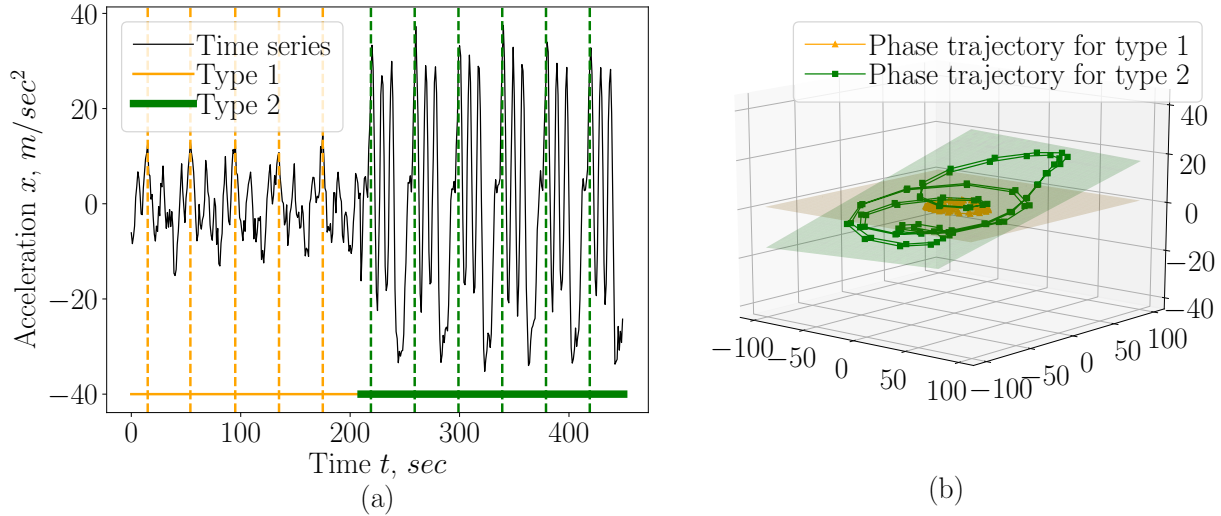 Time series
Type 1
Type 2
Acceleration x, m/sec²
40
20
0
−20
−40
0
100
200
300
400
Time t, sec
(a)
Phase trajectory for type 1
Phase trajectory for type 2
40
20
0
−20
−40
−100
−50
0
50
100
−100
−50
0
50
100
(b)